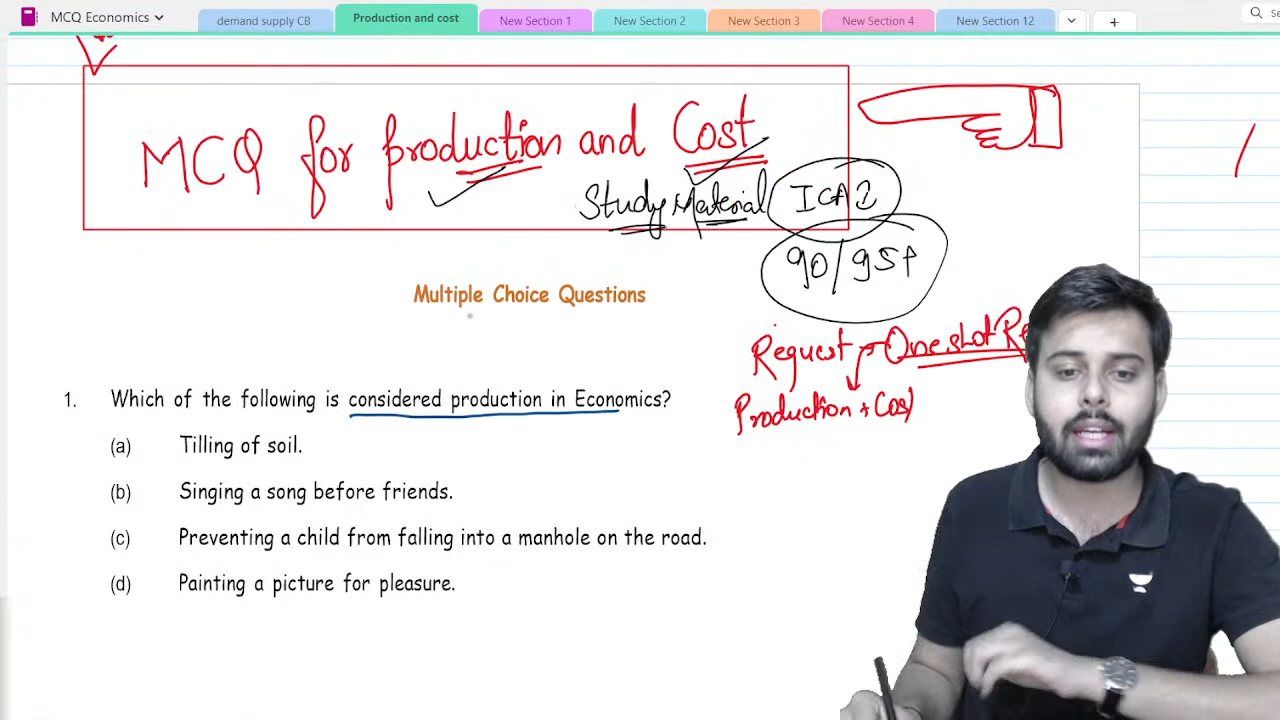 MCQ Economics
demand supply CB
Production and cost
New Section 1
New Section 2
New Section 3
New Section 4
New Section 12
+
Se
MCQ for production and Cost
Study Material ICAI
90/95%
Multiple Choice Questions
Request One shot Re
Production + Cost
1. Which of the following is considered production in Economics?
(a) Tilling of soil.
(b) Singing a song before friends.
(c) Preventing a child from falling into a manhole on the road.
(d) Painting a picture for pleasure.